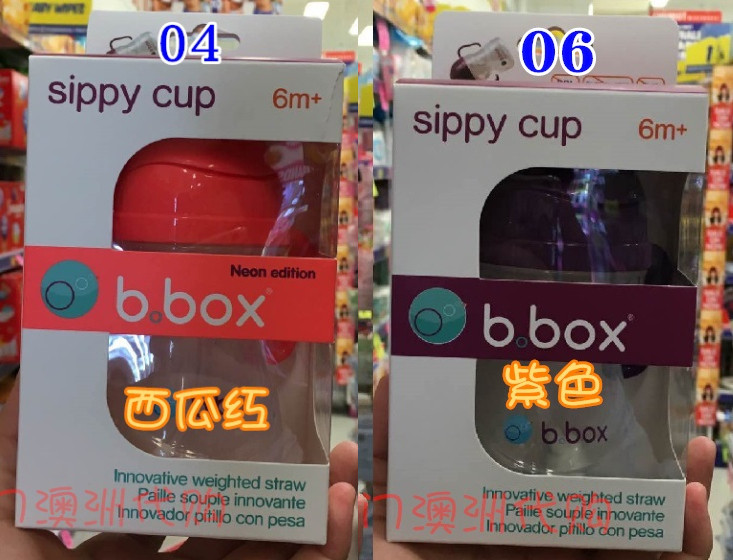 04
sippy cup
6m+
Neon edition
b.box
西瓜红
Innovative weighted straw
Paille souple innovante
Innovador pitillo con pesa
06
sippy cup
6m+
b.box
紫色
b.box
Innovative weighted straw
Paille souple innovante
Innovador pitillo con pesa